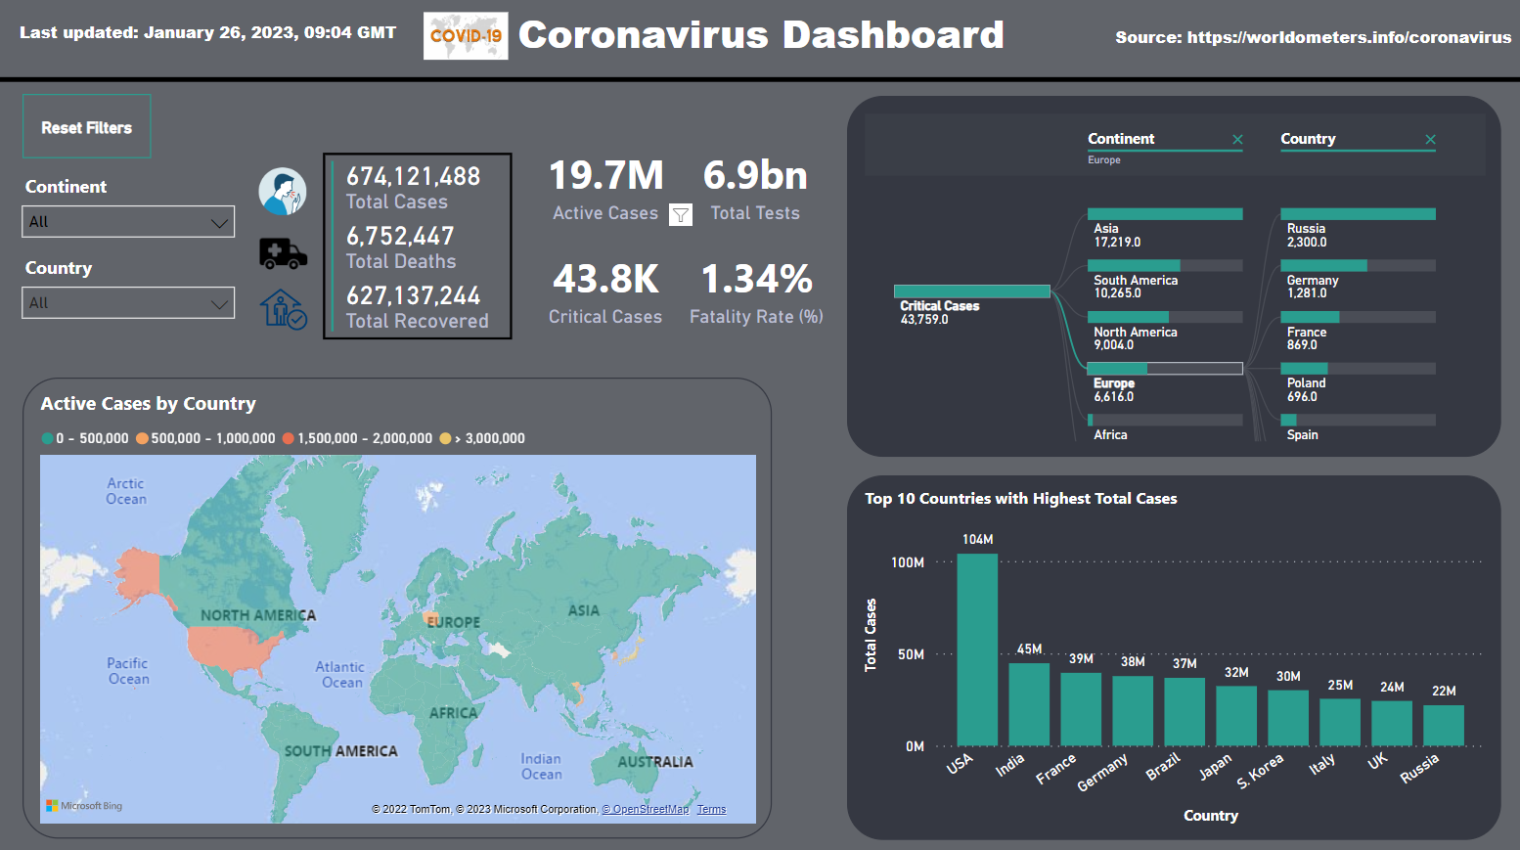 Last updated: January 26, 2023, 09:04 GMT
COVID-19
Coronavirus Dashboard
Source: https://worldometers.info/coronavirus
Reset Filters
Continent
All
Country
All
674,121,488
Total Cases
6,752,447
Total Deaths
627,137,244
Total Recovered
19.7M
Active Cases
6.9bn
Total Tests
43.8K
Critical Cases
1.34%
Fatality Rate (%)
Continent
Europe
Country
Critical Cases
43,759.0
Asia
17,219.0
South America
10,265.0
North America
9,004.0
Europe
6,616.0
Africa
Russia
2,300.0
Germany
1,281.0
France
869.0
Poland
696.0
Spain
Active Cases by Country
0 - 500,000 500,000 - 1,000,000 1,500,000 - 2,000,000 > 3,000,000
Arctic
Ocean
NORTH AMERICA
EUROPE
ASIA
Pacific
Ocean
Atlantic
Ocean
AFRICA
SOUTH AMERICA
Indian
Ocean
AUSTRALIA
Microsoft Bing
© 2022 TomTom, © 2023 Microsoft Corporation, © OpenStreetMap Terms
Top 10 Countries with Highest Total Cases
Total Cases
100M
50M
0M
104M
45M
39M
38M
37M
32M
30M
25M
24M
22M
USA
India
France
Germany
Brazil
Japan
S. Korea
Italy
UK
Russia
Country